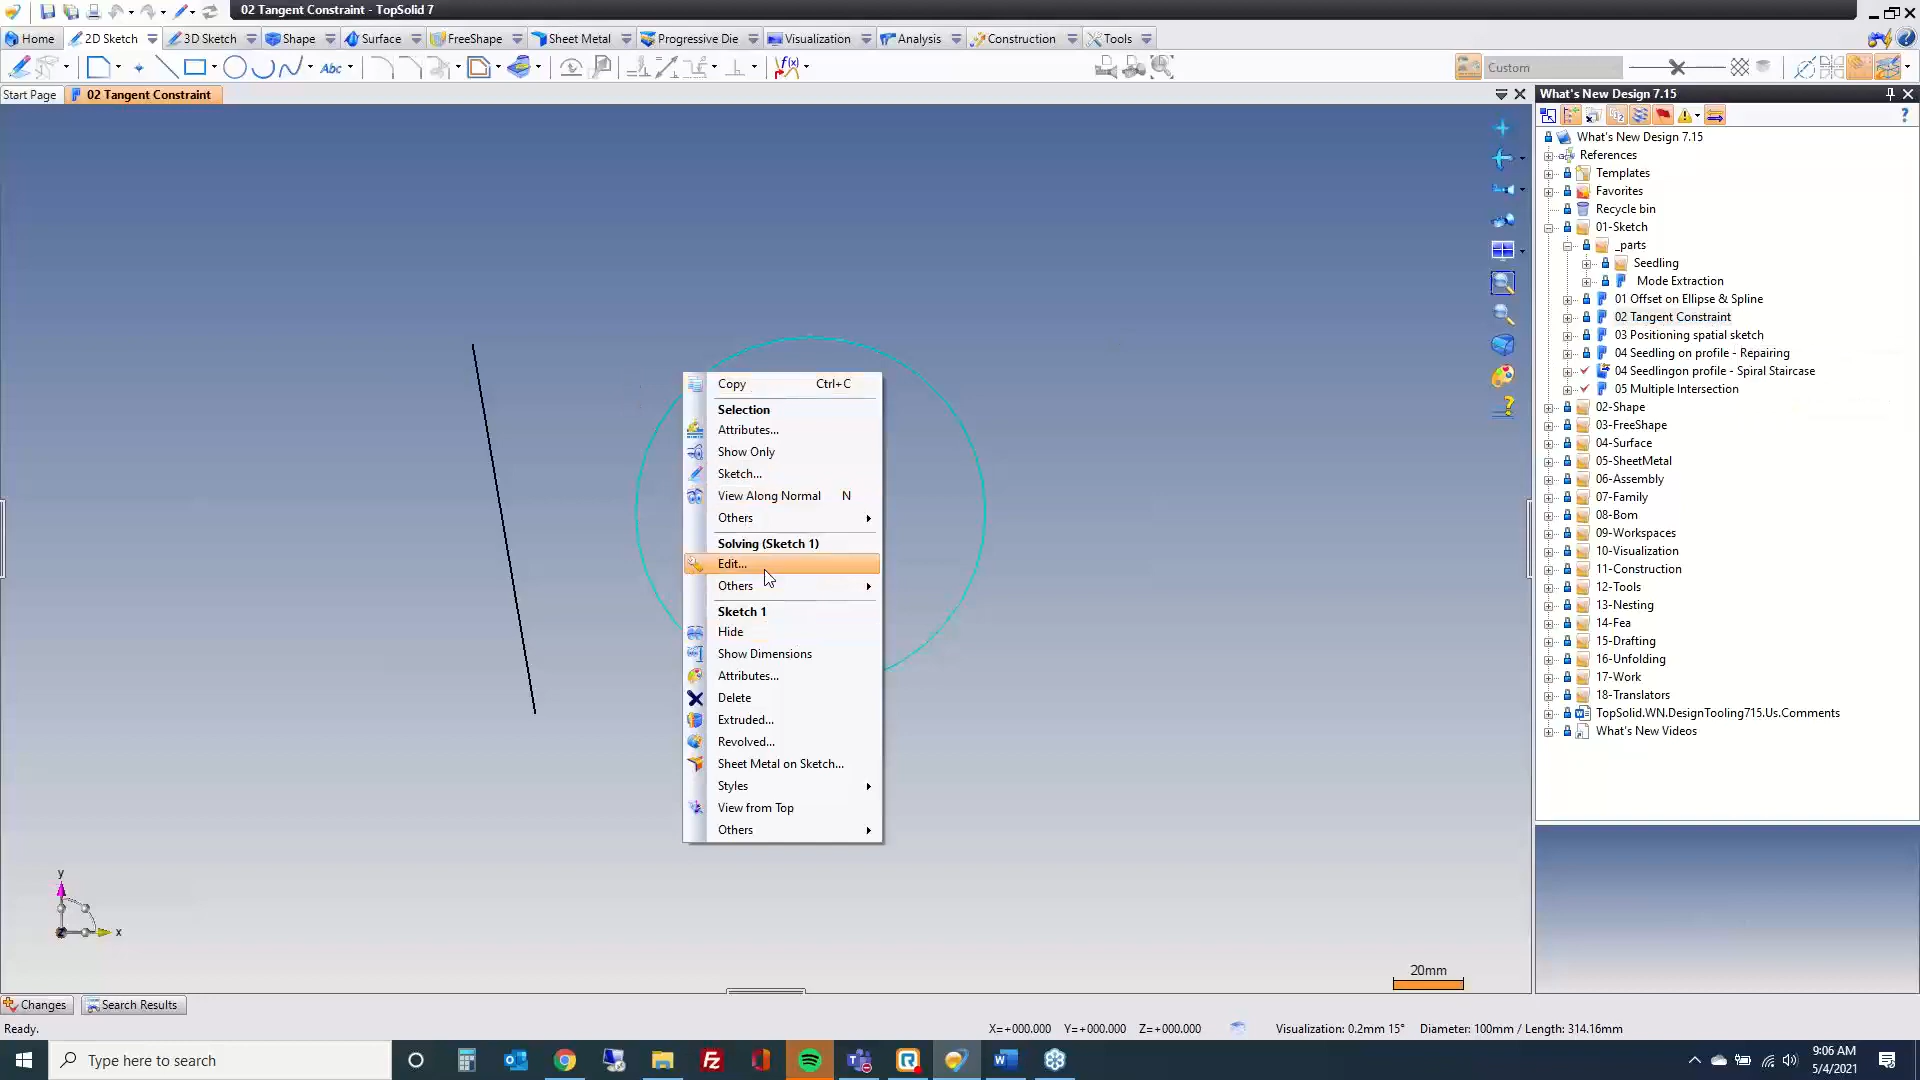 02 Tangent Constraint - TopSolid 7
Home 2D Sketch 3D Sketch Shape Surface FreeShape Sheet Metal Progressive Die Visualization Analysis Construction Tools
Abc f(x) Custom
Start Page 02 Tangent Constraint
What's New Design 7.15
What's New Design 7.15
References
Templates
Favorites
Recycle bin
01-Sketch
_parts
Seedling
Mode Extraction
01 Offset on Ellipse & Spline
02 Tangent Constraint
03 Positioning spatial sketch
04 Seedling on profile - Repairing
04 Seedlingon profile - Spiral Staircase
05 Multiple Intersection
02-Shape
03-FreeShape
04-Surface
05-SheetMetal
06-Assembly
07-Family
08-Bom
09-Workspaces
10-Visualization
11-Construction
12-Tools
13-Nesting
14-Fea
15-Drafting
16-Unfolding
17-Work
18-Translators
TopSolid.WN.DesignTooling715.Us.Comments
What's New Videos
Copy Ctrl+C
Selection
Attributes...
Show Only
Sketch...
View Along Normal N
Others
Solving (Sketch 1)
Edit...
Others
Sketch 1
Hide
Show Dimensions
Attributes...
Delete
Extruded...
Revolved...
Sheet Metal on Sketch...
Styles
View from Top
Others
y
z x
20mm
Changes Search Results
Ready. X=+000.000 Y=+000.000 Z=+000.000 Visualization: 0.2mm 15° Diameter: 100mm / Length: 314.16mm
Type here to search
9:06 AM
5/4/2021